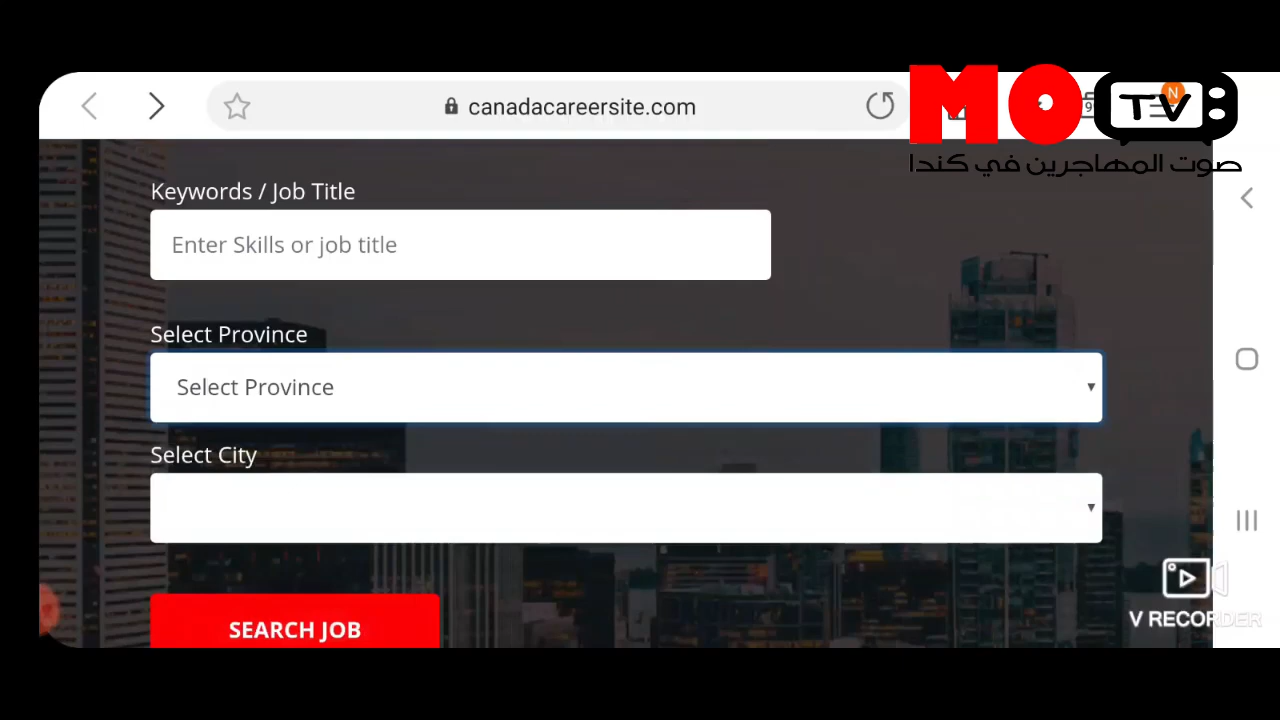 canadacareersite.com
MO TV
N
9
صوت المهاجرين في كندا
Keywords / Job Title
Enter Skills or job title
Select Province
Select Province
Select City
SEARCH JOB
V RECORDER